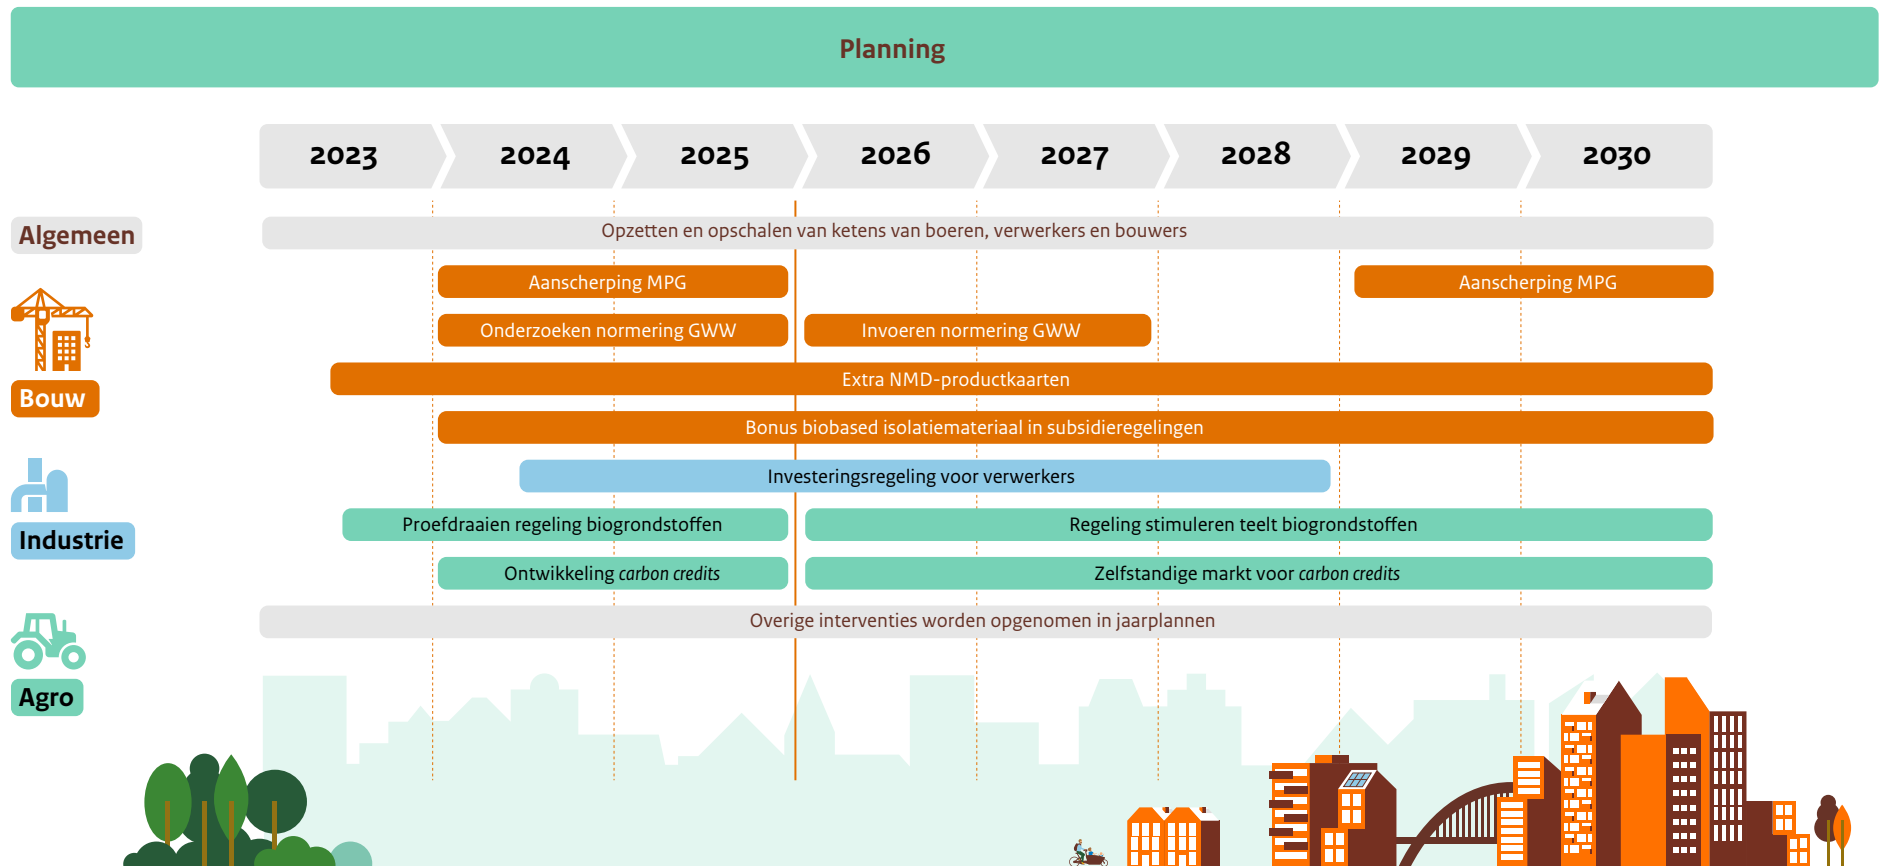 Planning
2023 2024 2025 2026 2027 2028 2029 2030
Algemeen
Opzetten en opschalen van ketens van boeren, verwerkers en bouwers
Aanscherping MPG
Aanscherping MPG
Onderzoeken normering GWW
Invoeren normering GWW
Extra NMD-productkaarten
Bouw
Bonus biobased isolatiemateriaal in subsidieregelingen
Investeringsregeling voor verwerkers
Proefdraaien regeling biogrondstoffen
Regeling stimuleren teelt biogrondstoffen
Industrie
Ontwikkeling carbon credits
Zelfstandige markt voor carbon credits
Overige interventies worden opgenomen in jaarplannen
Agro